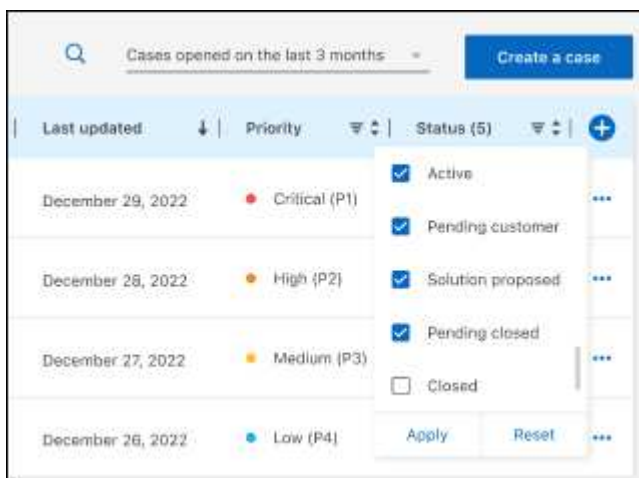 Cases opened on the last 3 months
Create a case
Last updated
Priority
Status (5)
Active
December 29, 2022
Critical (P1)
Pending customer
December 28, 2022
High (P2)
Solution proposed
Pending closed
December 27, 2022
Medium (P3)
Closed
December 26, 2022
Low (P4)
Apply
Reset